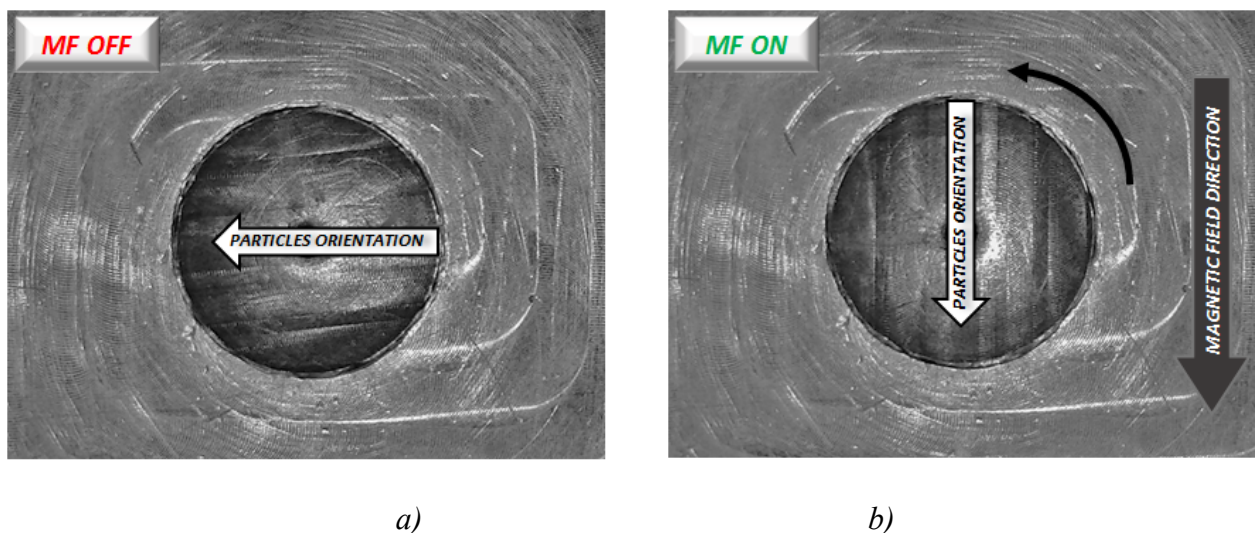 MF OFF
PARTICLES ORIENTATION
MF ON
PARTICLES ORIENTATION
MAGNETIC FIELD DIRECTION
a)
b)